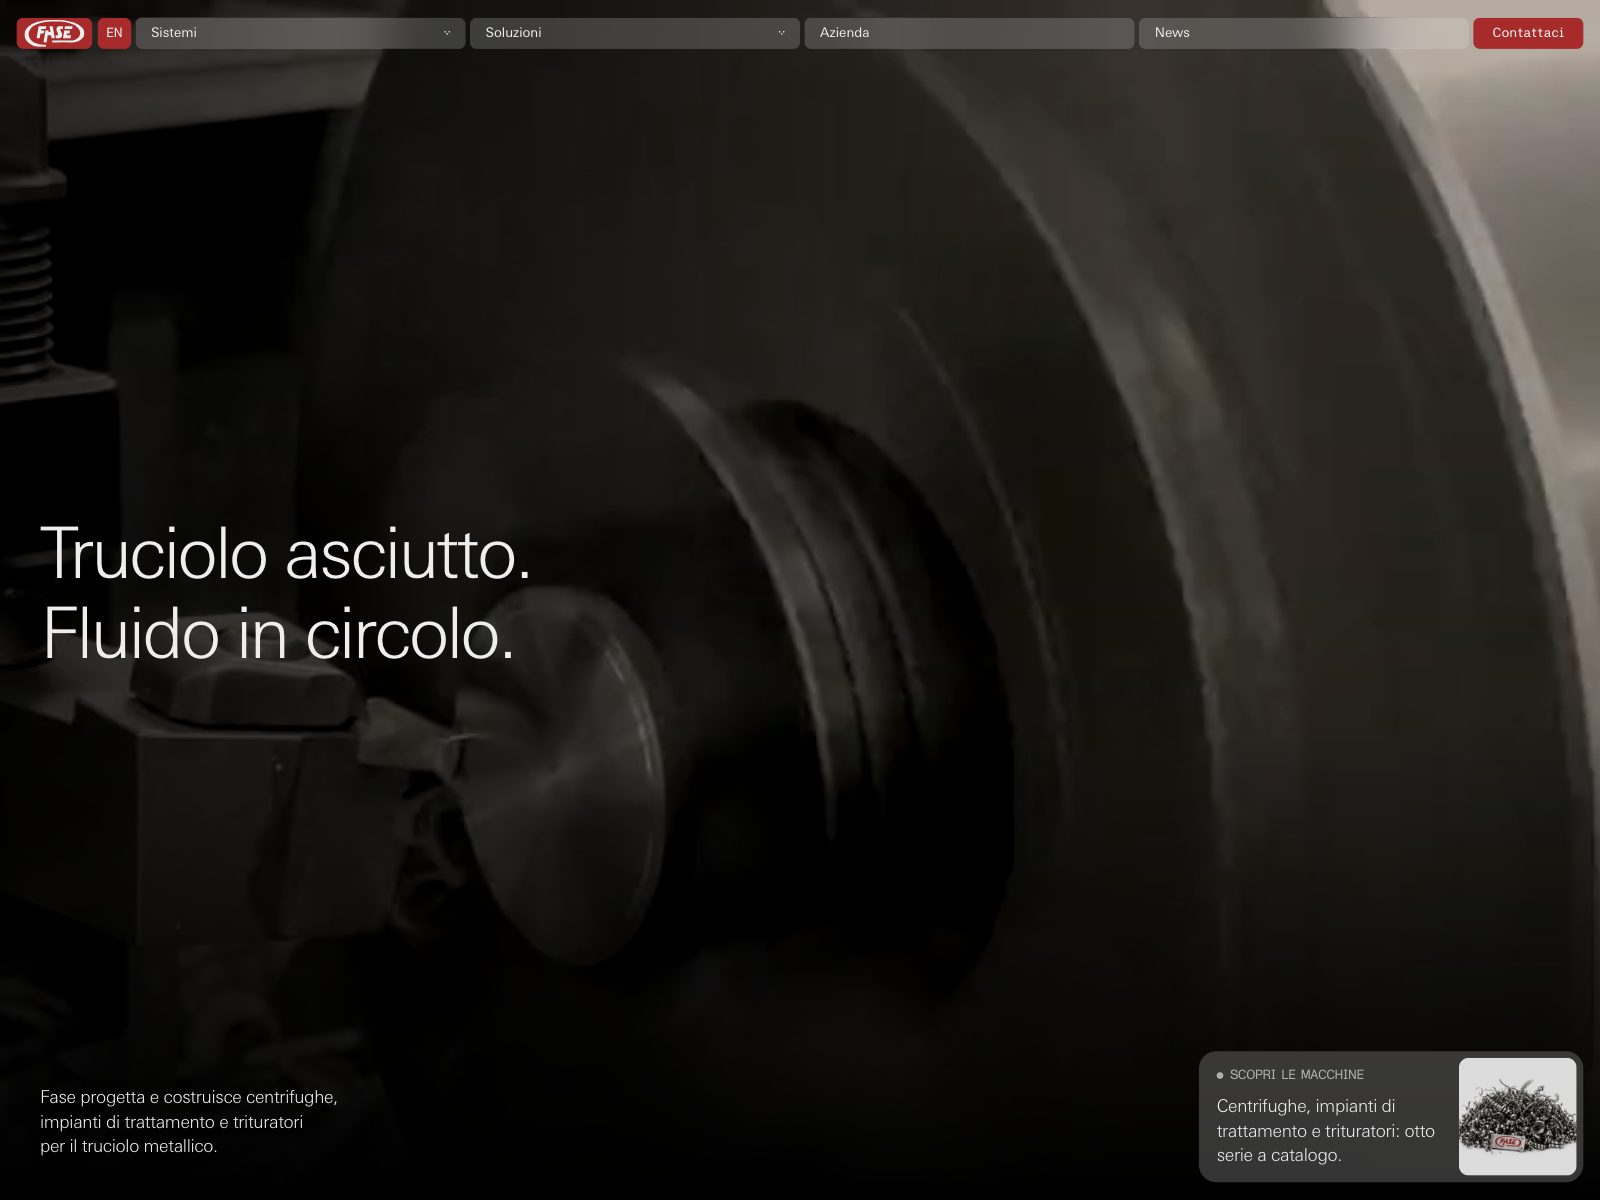 FASE
EN
Sistemi
Soluzioni
Azienda
News
Contattaci
Truciolo asciutto.
Fluido in circolo.
Fase progetta e costruisce centrifughe,
impianti di trattamento e trituratori
per il truciolo metallico.
SCOPRI LE MACCHINE
Centrifughe, impianti di
trattamento e trituratori: otto
serie a catalogo.
FASE